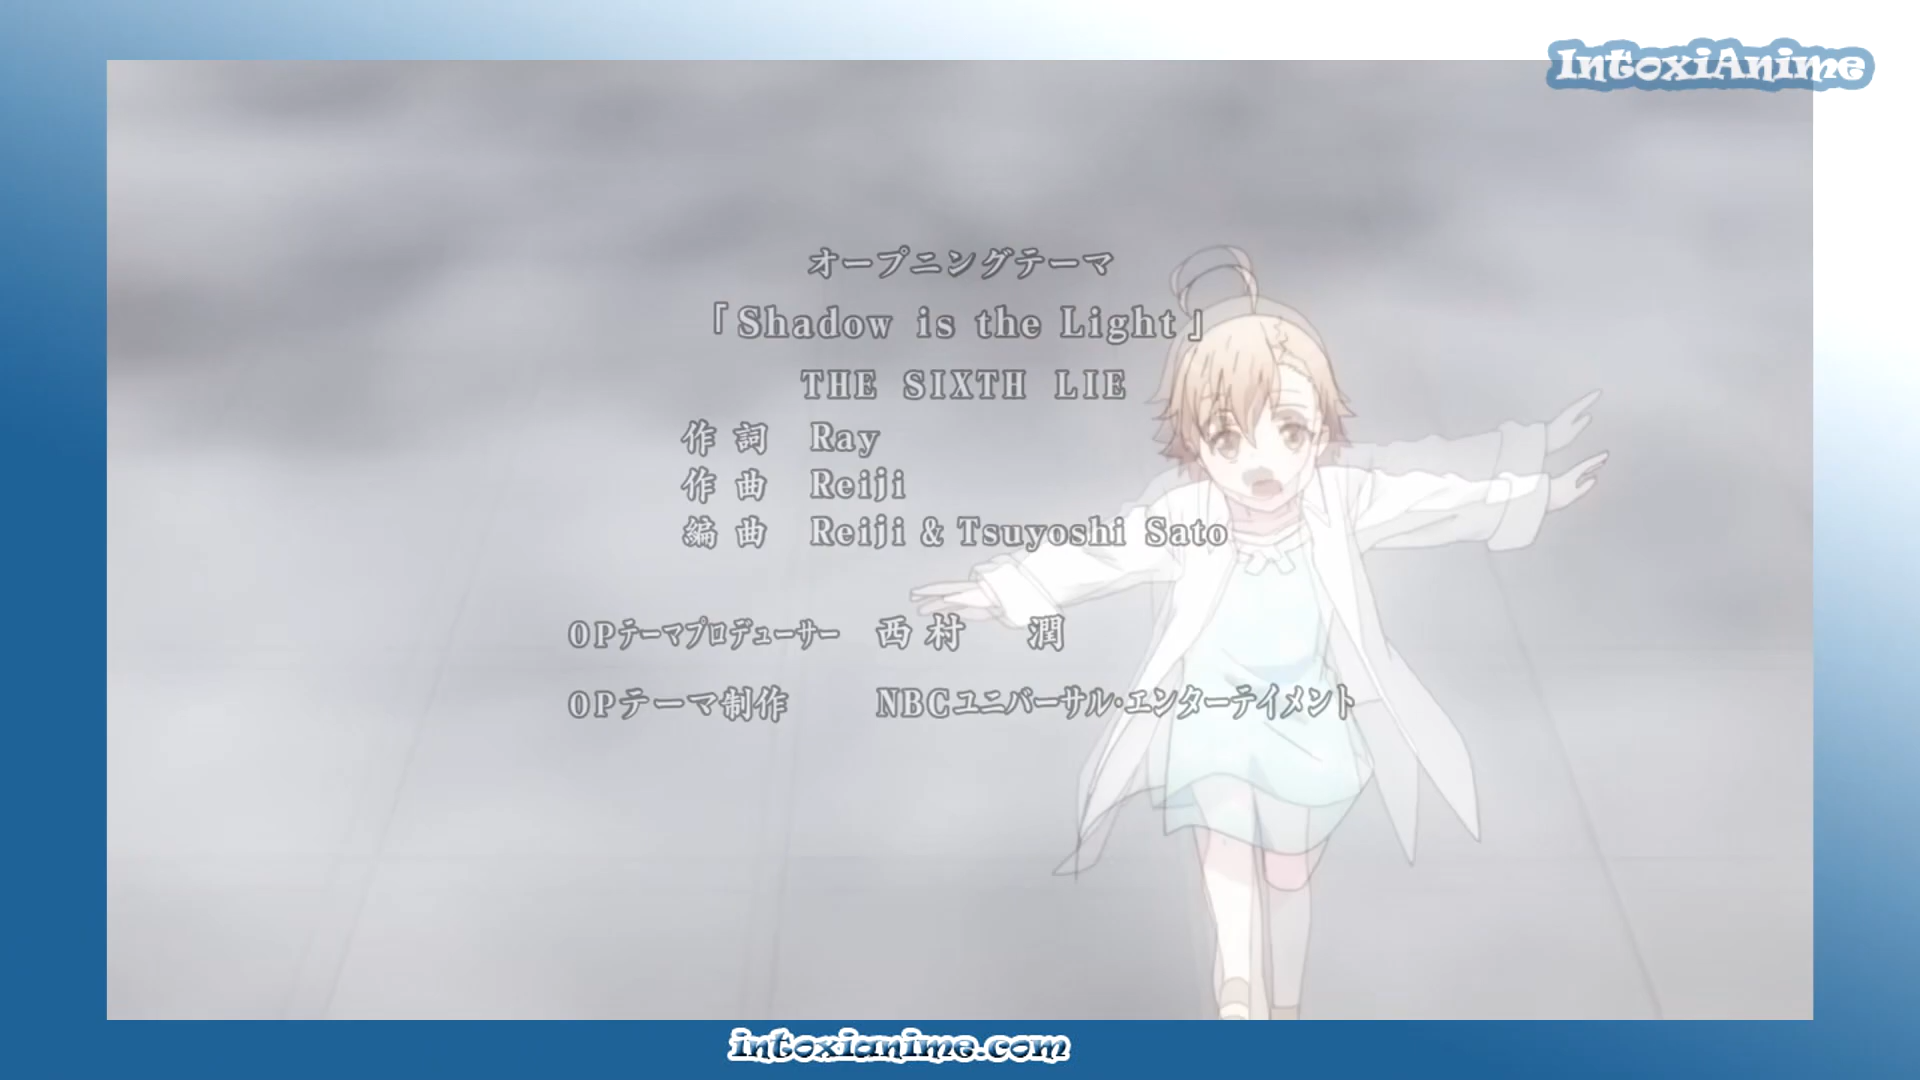 IntoxiAnime
オープニングテーマ
「Shadow is the Light」
THE SIXTH LIE
作詞 Ray
作曲 Reiji
編曲 Reiji & Tsuyoshi Sato
OPテーマプロデューサー 西村 潤
OPテーマ制作 NBCユニバーサル・エンターテイメント
intoxianime.com